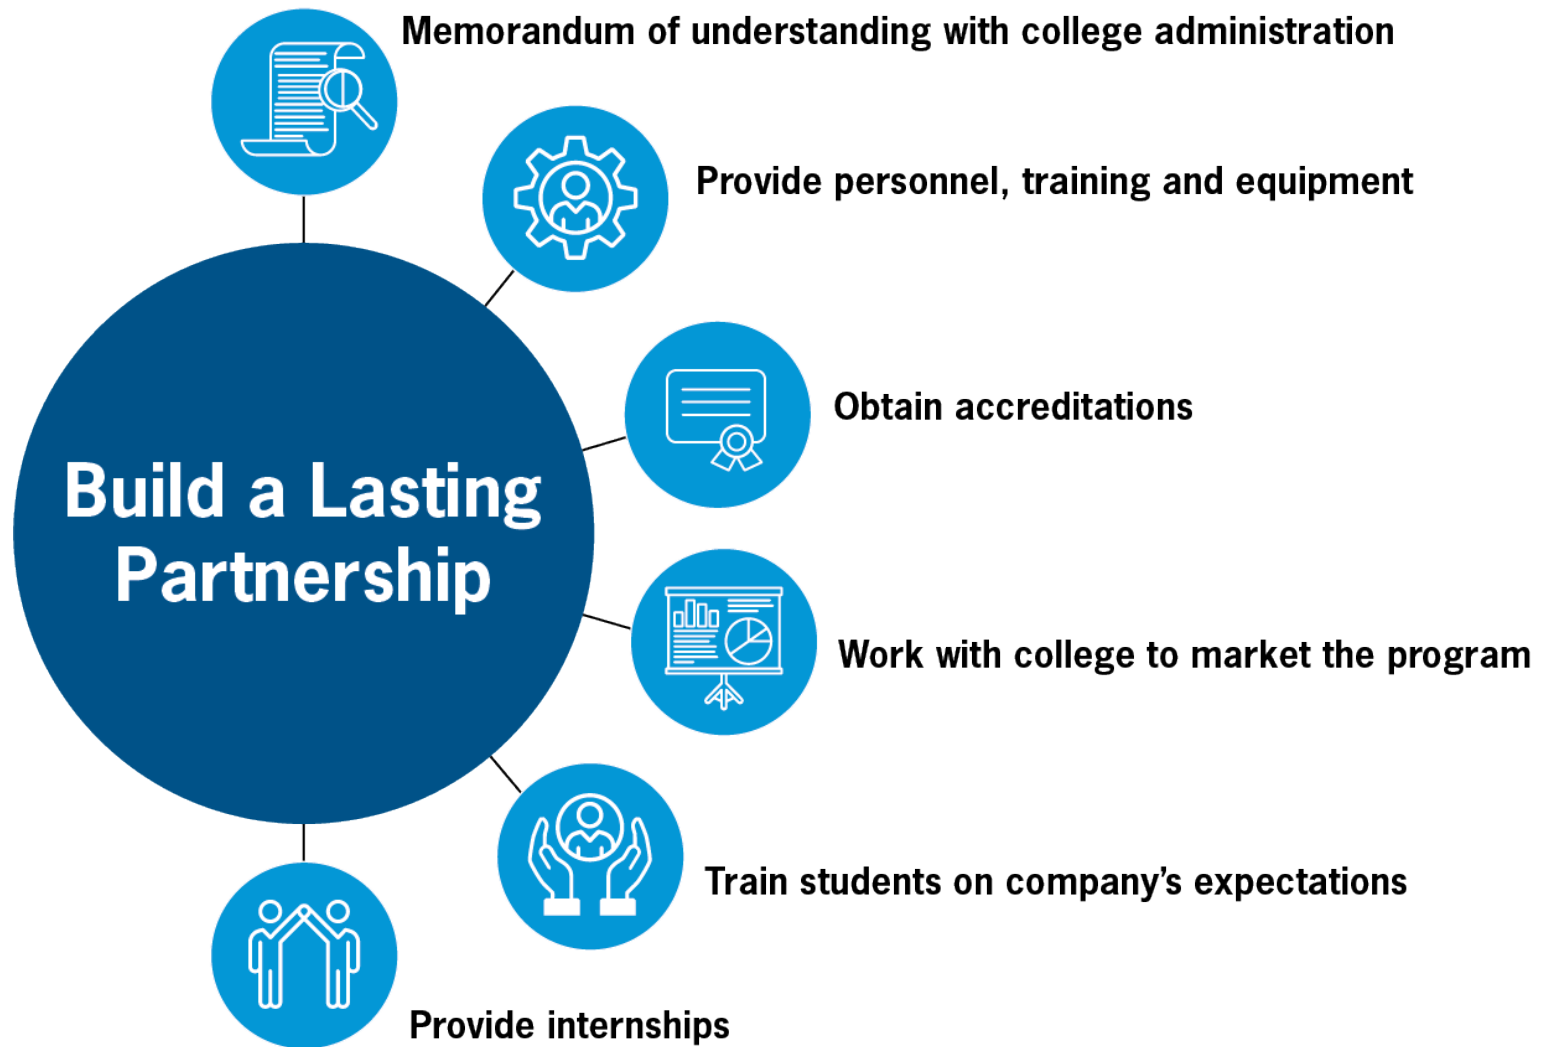 Memorandum of understanding with college administration
Provide personnel, training and equipment
Obtain accreditations
Build a Lasting
Partnership
Work with college to market the program
Train students on company’s expectations
Provide internships